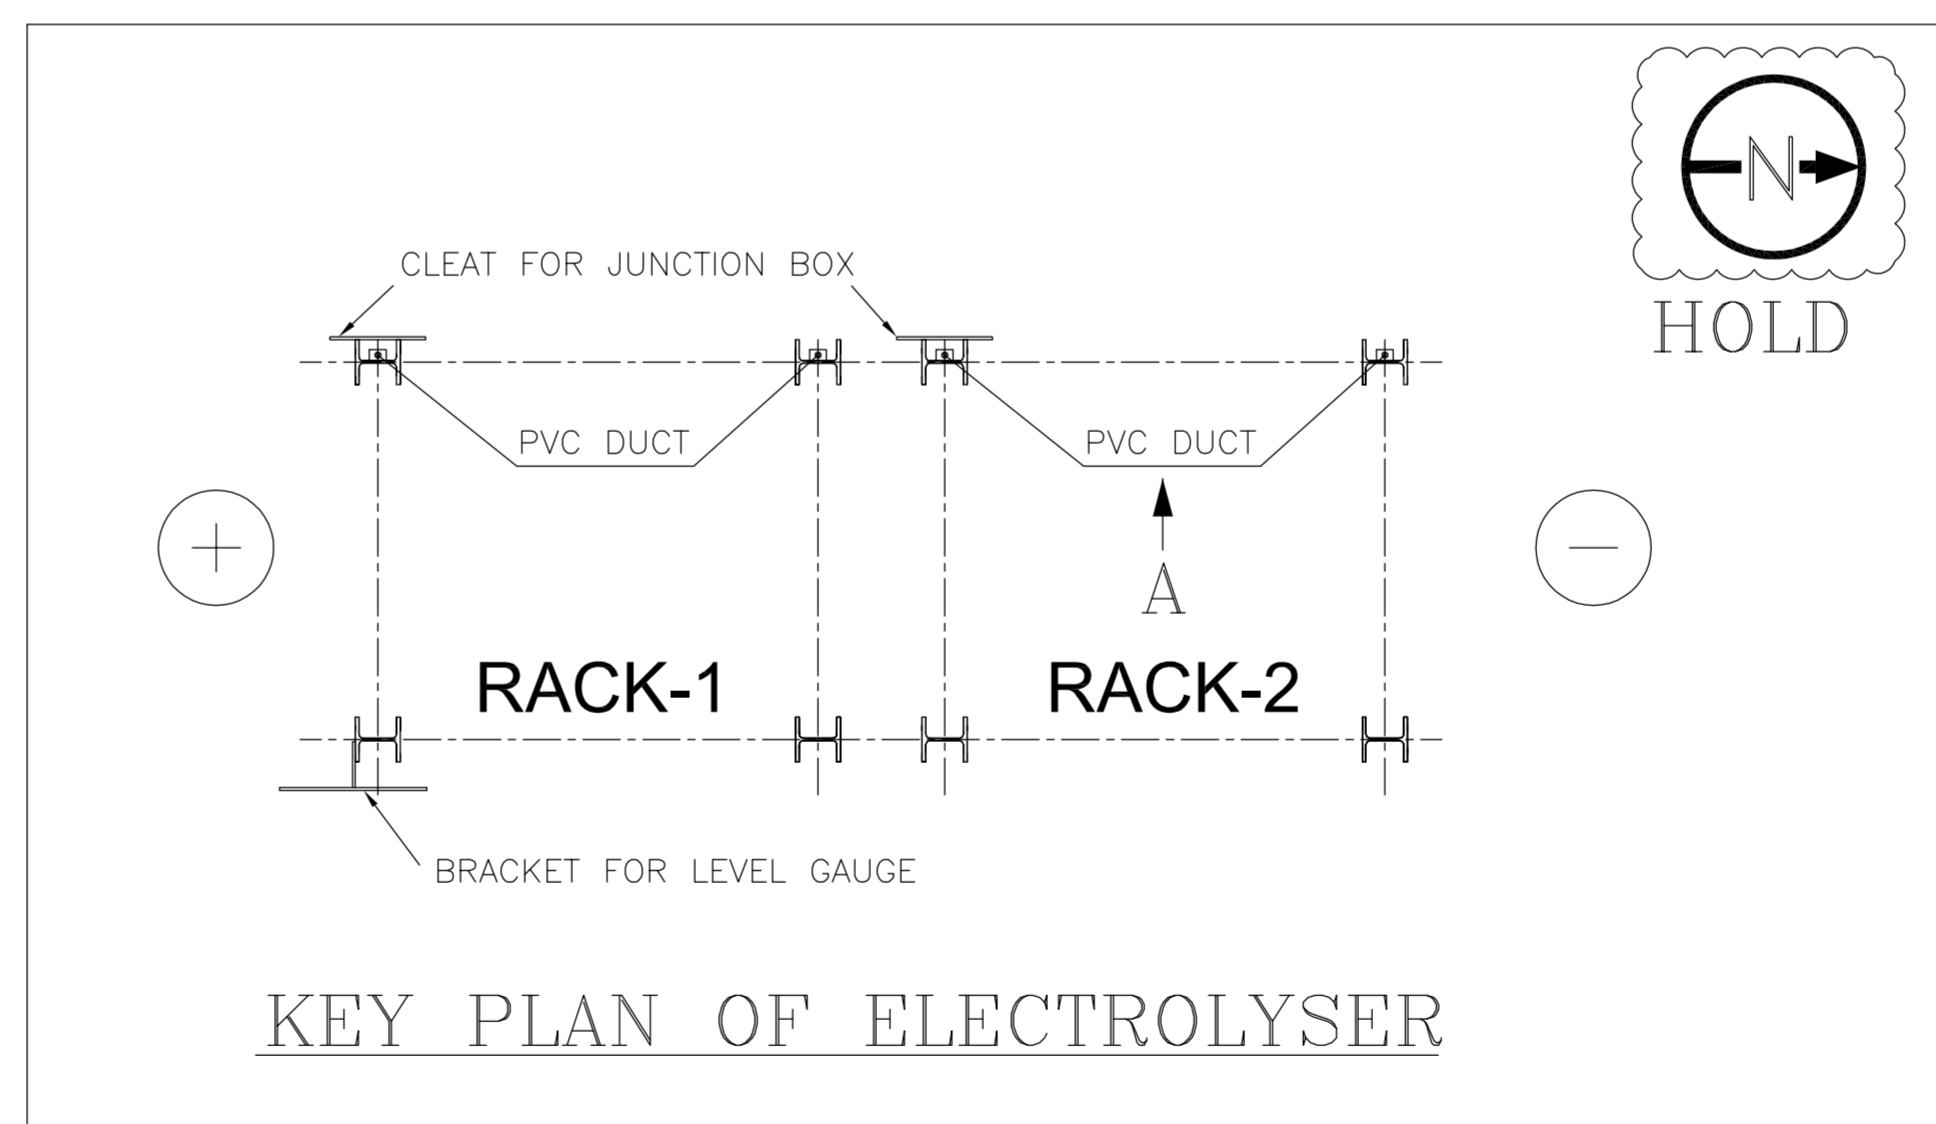 N
HOLD
CLEAT FOR JUNCTION BOX
PVC DUCT
PVC DUCT
+
−
A
RACK-1
RACK-2
BRACKET FOR LEVEL GAUGE
KEY PLAN OF ELECTROLYSER